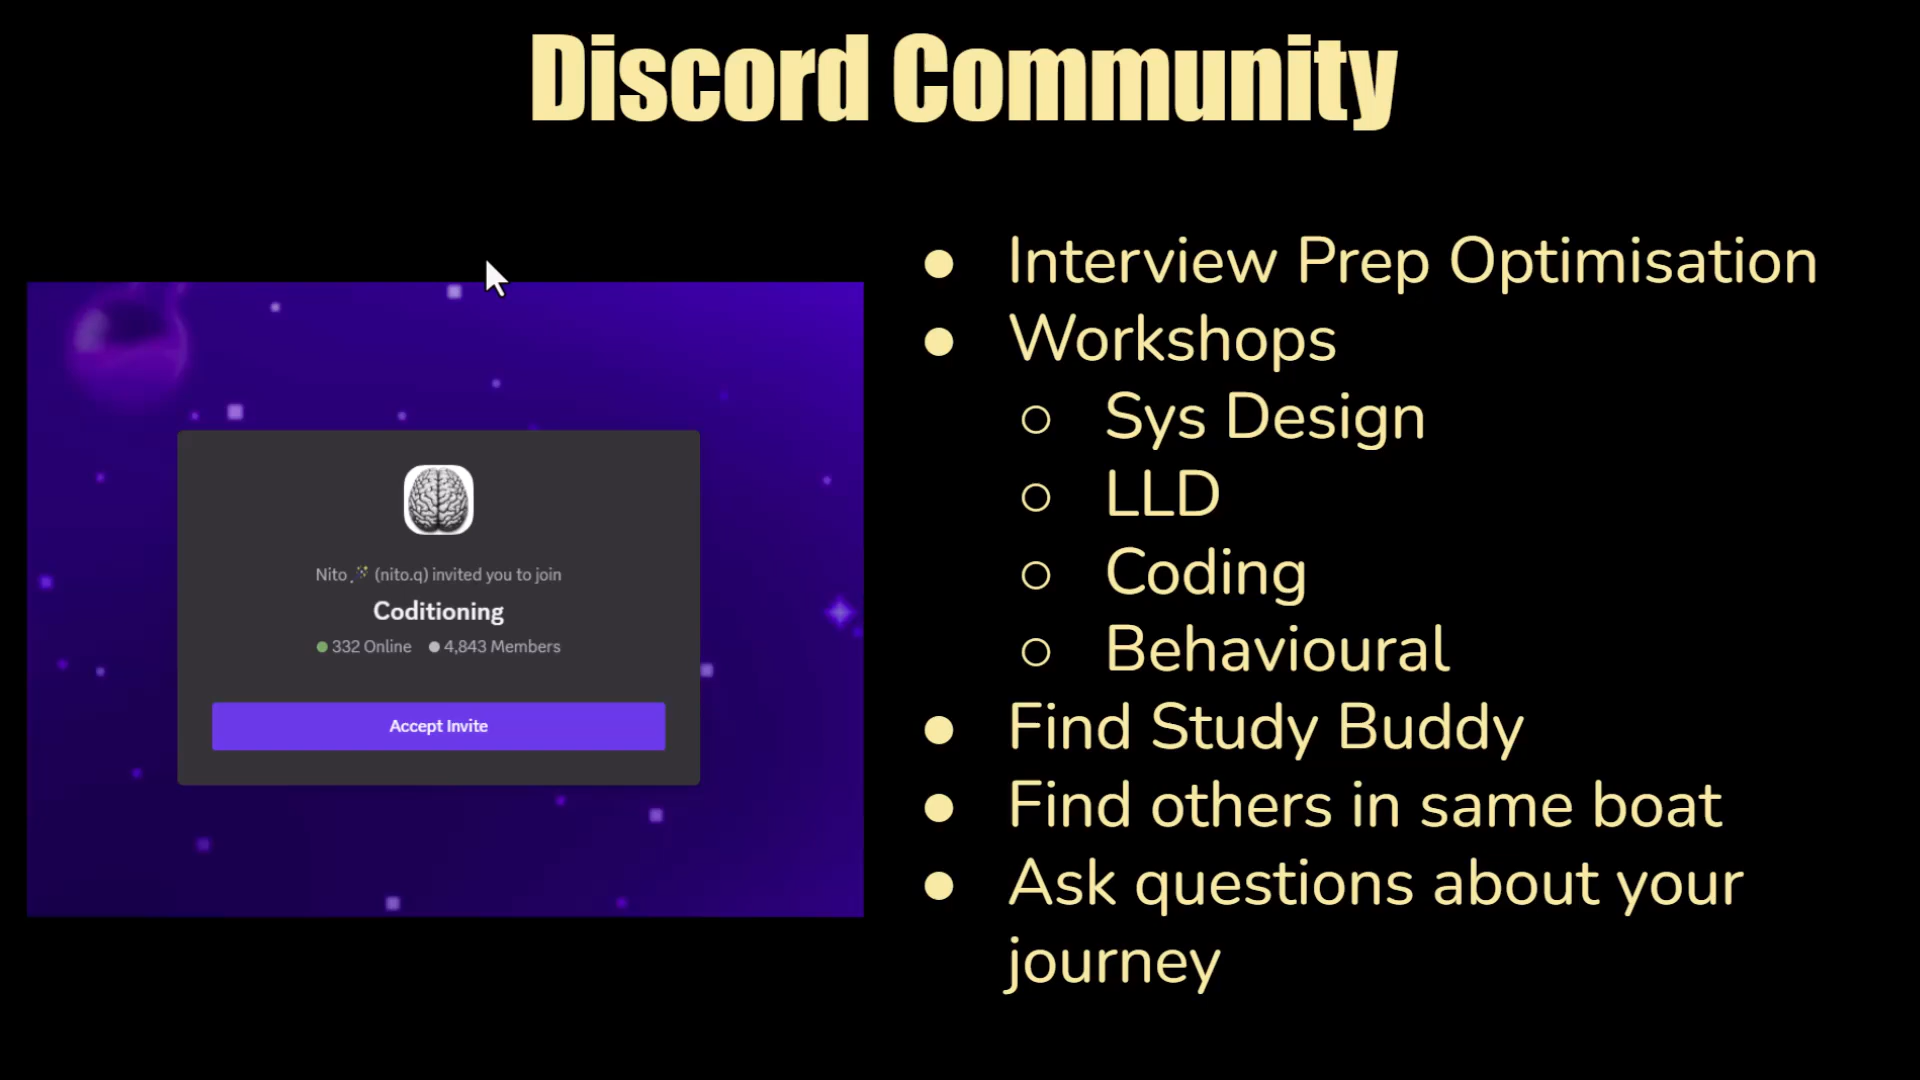 Discord Community
Nito (nito.q) invited you to join
Coditioning
332 Online 4,843 Members
Accept Invite
● Interview Prep Optimisation
● Workshops
○ Sys Design
○ LLD
○ Coding
○ Behavioural
● Find Study Buddy
● Find others in same boat
● Ask questions about your
journey